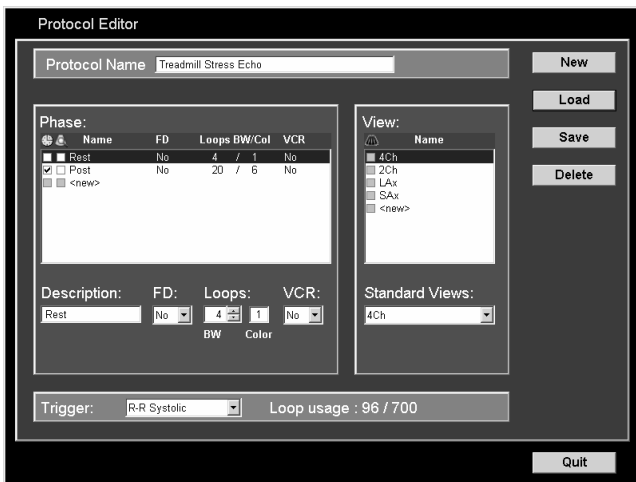 Protocol Editor
Protocol Name Treadmill Stress Echo
New
Load
Save
Delete
Phase:
Name FD Loops BW/Col VCR
Rest No 4 / 1 No
Post No 20 / 6 No
<new>
Description: FD: Loops: VCR:
Rest No 4 1 No
BW Color
View:
Name
4Ch
2Ch
LAx
SAx
<new>
Standard Views:
4Ch
Trigger: R-R Systolic Loop usage : 96 / 700
Quit